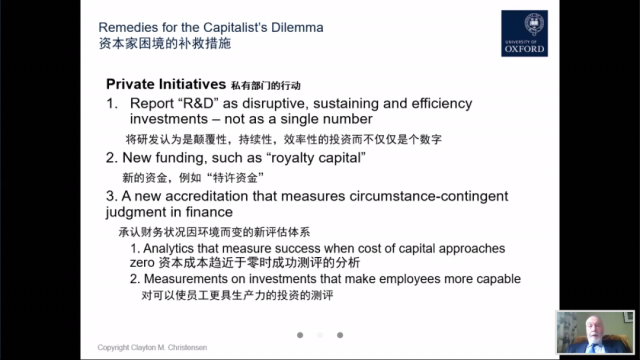 Remedies for the Capitalist's Dilemma
资本家困境的补救措施
UNIVERSITY OF
OXFORD
Private Initiatives 私有部门的行动
1. Report “R&D” as disruptive, sustaining and efficiency
investments – not as a single number
将研发认为是颠覆性，持续性，效率性的投资而不仅仅是个数字
2. New funding, such as “royalty capital”
新的资金，例如“特许资金”
3. A new accreditation that measures circumstance-contingent
judgment in finance
承认财务状况因环境而变的新评估体系
1. Analytics that measure success when cost of capital approaches
zero 资本成本趋近于零时成功测评的分析
2. Measurements on investments that make employees more capable
对可以使员工更具生产力的投资的测评
Copyright Clayton M. Christensen